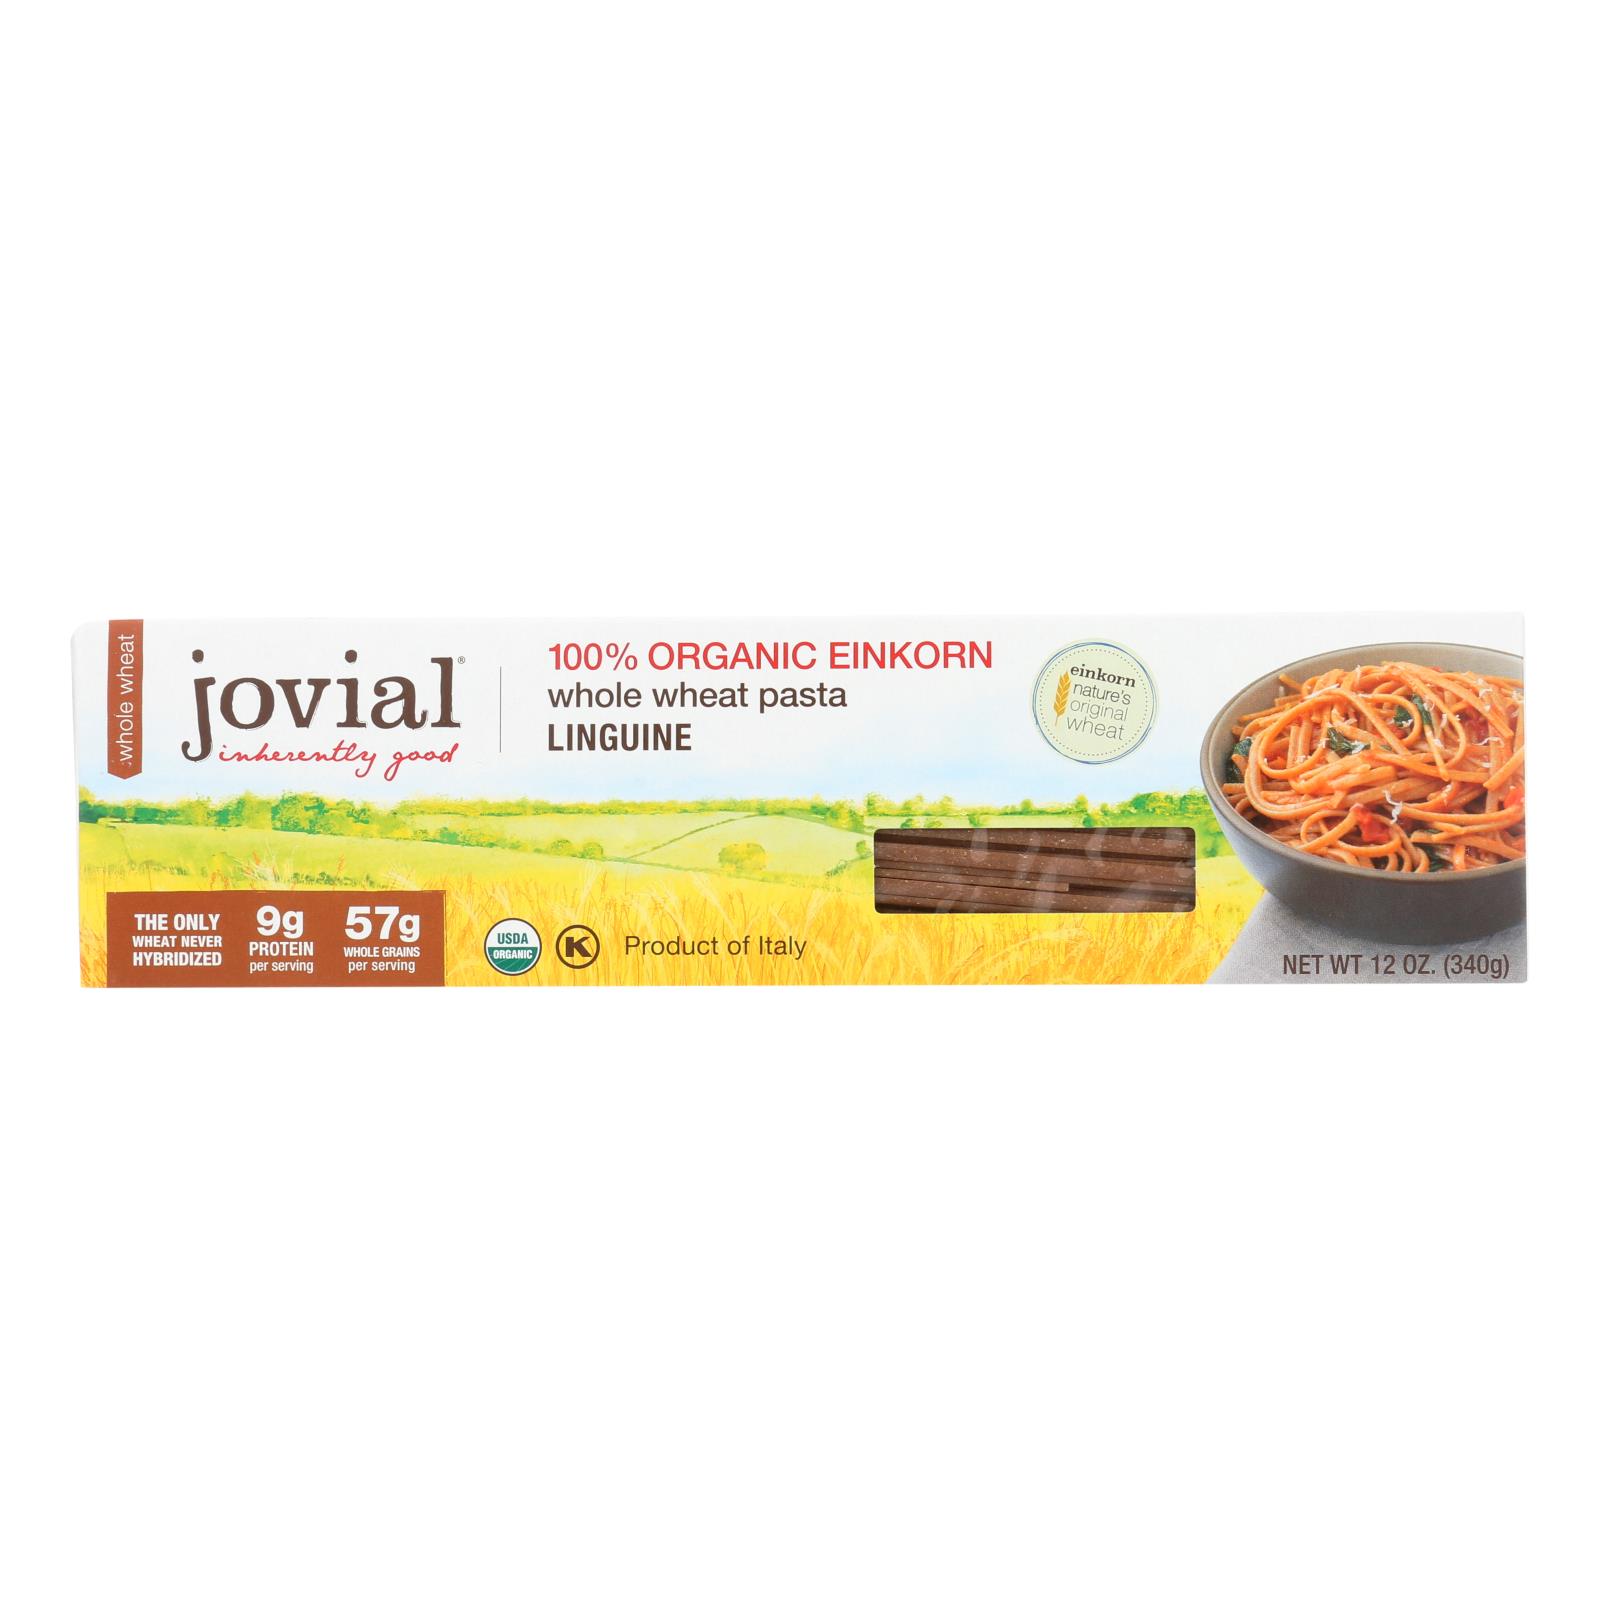 whole wheat
jovial®
inherently good
100% ORGANIC EINKORN
whole wheat pasta
LINGUINE
einkorn
nature's
original
wheat
THE ONLY
WHEAT NEVER
HYBRIDIZED
9g
PROTEIN
per serving
57g
WHOLE GRAINS
per serving
USDA
ORGANIC
K
Product of Italy
NET WT 12 OZ. (340g)